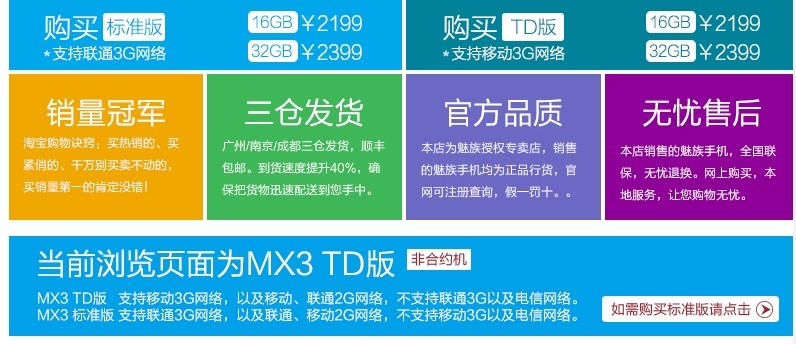 购买 标准版 16GB ¥2199
*支持联通3G网络 32GB ¥2399
购买 TD版 16GB ¥2199
*支持移动3G网络 32GB ¥2399
销量冠军
淘宝购物诀窍；买热销的、买
紧俏的、千万别买卖不动的，
买销量第一的肯定没错！
三仓发货
广州/南京/成都三仓发货，顺丰
包邮。到货速度提升40%，确
保把货物迅速配送到您手中。
官方品质
本店为魅族授权专卖店，销售
的魅族手机均为正品行货，官
网可注册查询，假一罚十。。
无忧售后
本店销售的魅族手机，全国联
保，无忧退换。网上购买，本
地服务，让您购物无忧。
当前浏览页面为MX3 TD版 非合约机
MX3 TD版 支持移动3G网络，以及移动、联通2G网络，不支持联通3G以及电信网络。
MX3 标准版 支持联通3G网络，以及联通、移动2G网络，不支持移动3G以及电信网络。
如需购买标准版请点击